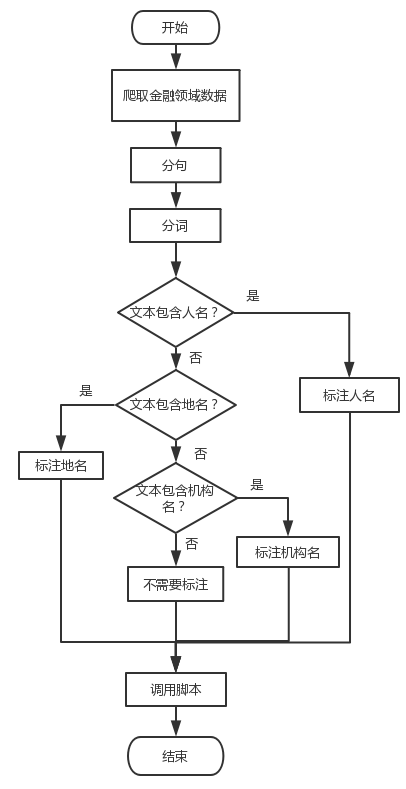 开始
爬取金融领域数据
分句
分词
文本包含人名？
是
否
标注人名
文本包含地名？
是
否
标注地名
文本包含机构
名？
是
否
标注机构名
不需要标注
调用脚本
结束